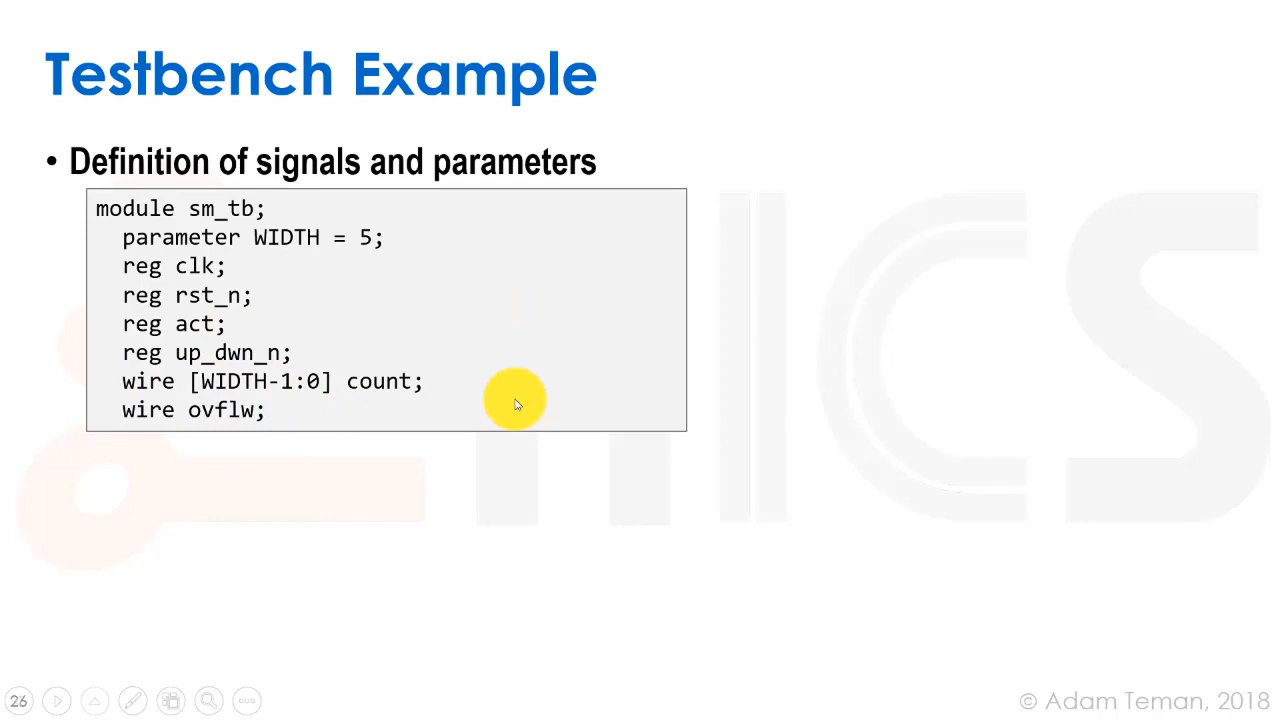 Testbench Example
• Definition of signals and parameters
module sm_tb;
parameter WIDTH = 5;
reg clk;
reg rst_n;
reg act;
reg up_dwn_n;
wire [WIDTH-1:0] count;
wire ovflw;
26
© Adam Teman, 2018